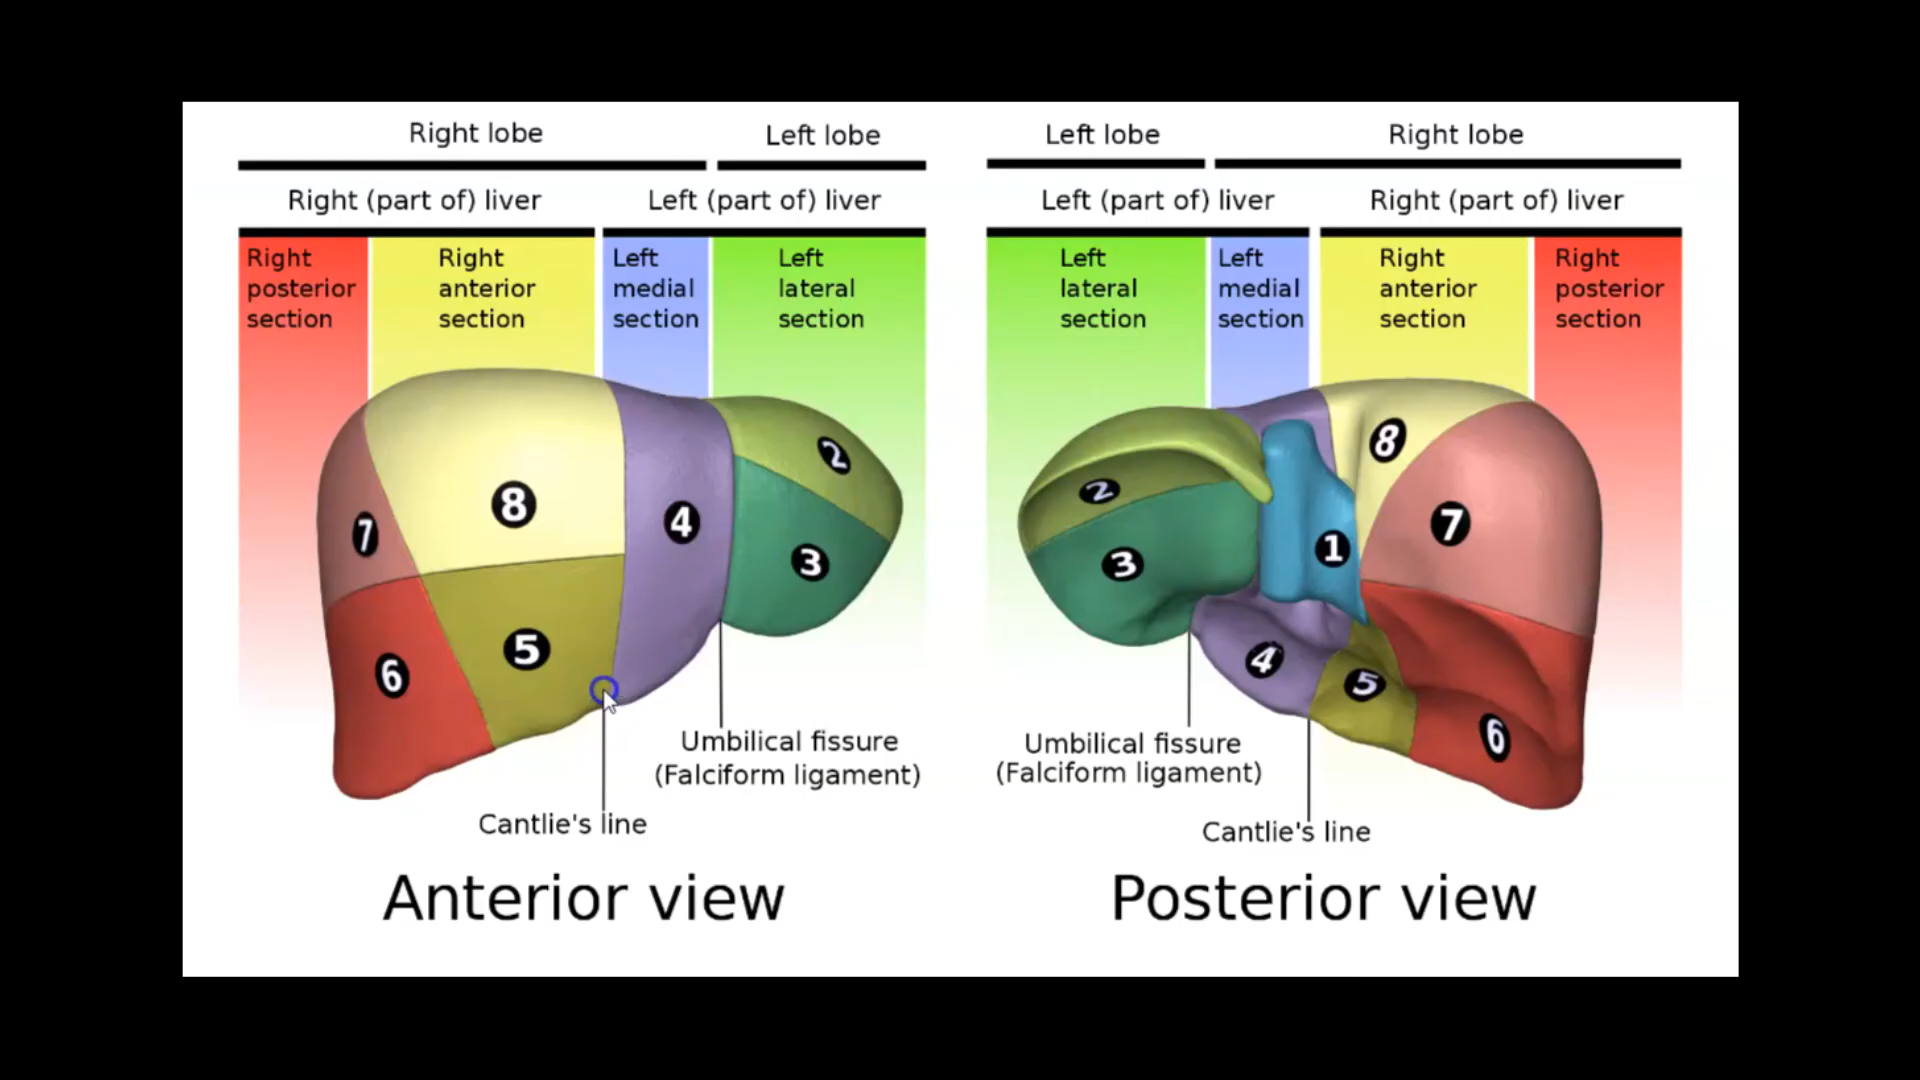 Right lobe
Left lobe
Right (part of) liver
Left (part of) liver
Right
posterior
section
Right
anterior
section
Left
medial
section
Left
lateral
section
7
8
4
2
3
6
5
Umbilical fissure
(Falciform ligament)
Cantlie's line
Anterior view
Left lobe
Right lobe
Left (part of) liver
Right (part of) liver
Left
lateral
section
Left
medial
section
Right
anterior
section
Right
posterior
section
2
3
1
8
7
4
5
6
Umbilical fissure
(Falciform ligament)
Cantlie's line
Posterior view